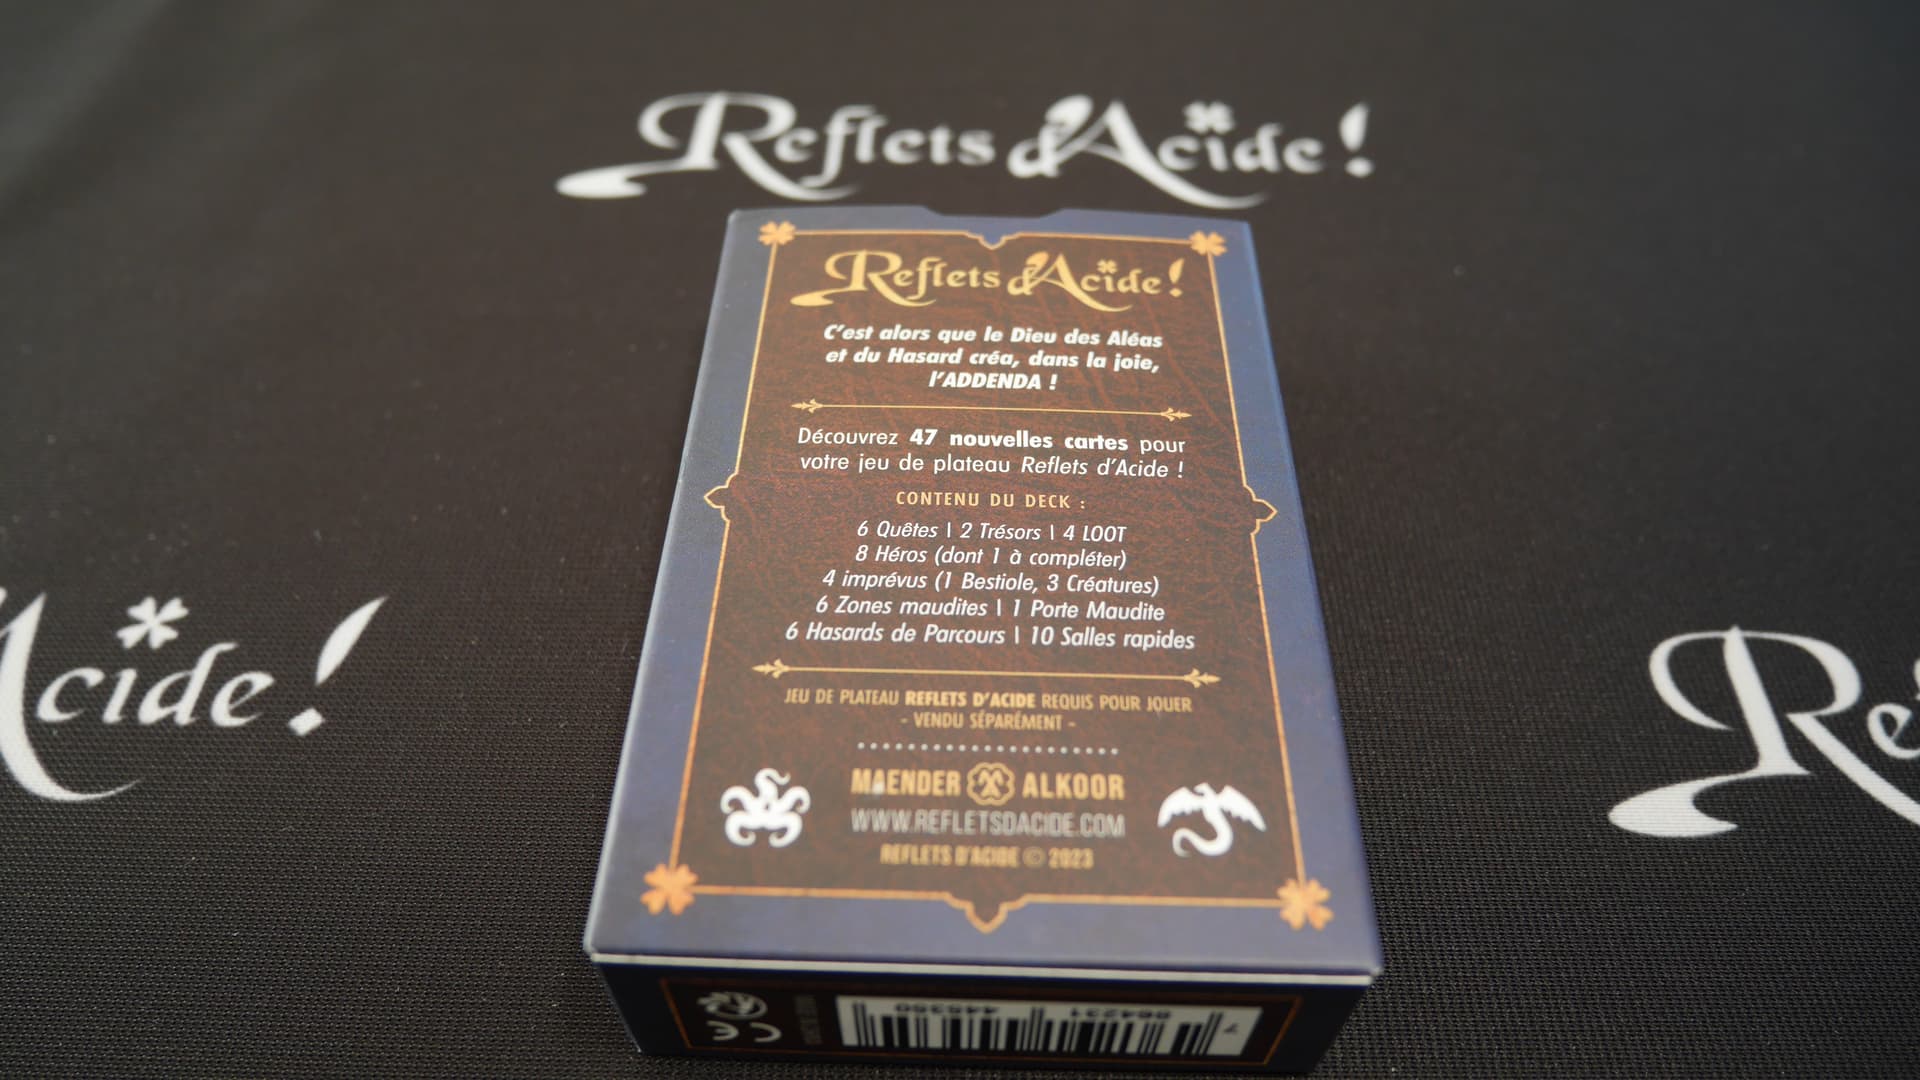 Reflets d'Acide !
Reflets d'Acide !
C'est alors que le Dieu des Aléas
et du Hasard créa, dans la joie,
l'ADDENDA !
Découvrez 47 nouvelles cartes pour
votre jeu de plateau Reflets d'Acide !
CONTENU DU DECK :
6 Quêtes | 2 Trésors | 4 LOOT
8 Héros (dont 1 à compléter)
4 imprévus (1 Bestiole, 3 Créatures)
6 Zones maudites | 1 Porte Maudite
6 Hasards de Parcours | 10 Salles rapides
JEU DE PLATEAU REFLETS D'ACIDE REQUIS POUR JOUER
- VENDU SÉPARÉMENT -
MAENDER ALKOOR
WWW.REFLETSDACIDE.COM
REFLETS D'ACIDE © 2023
Acide !
Re
CE